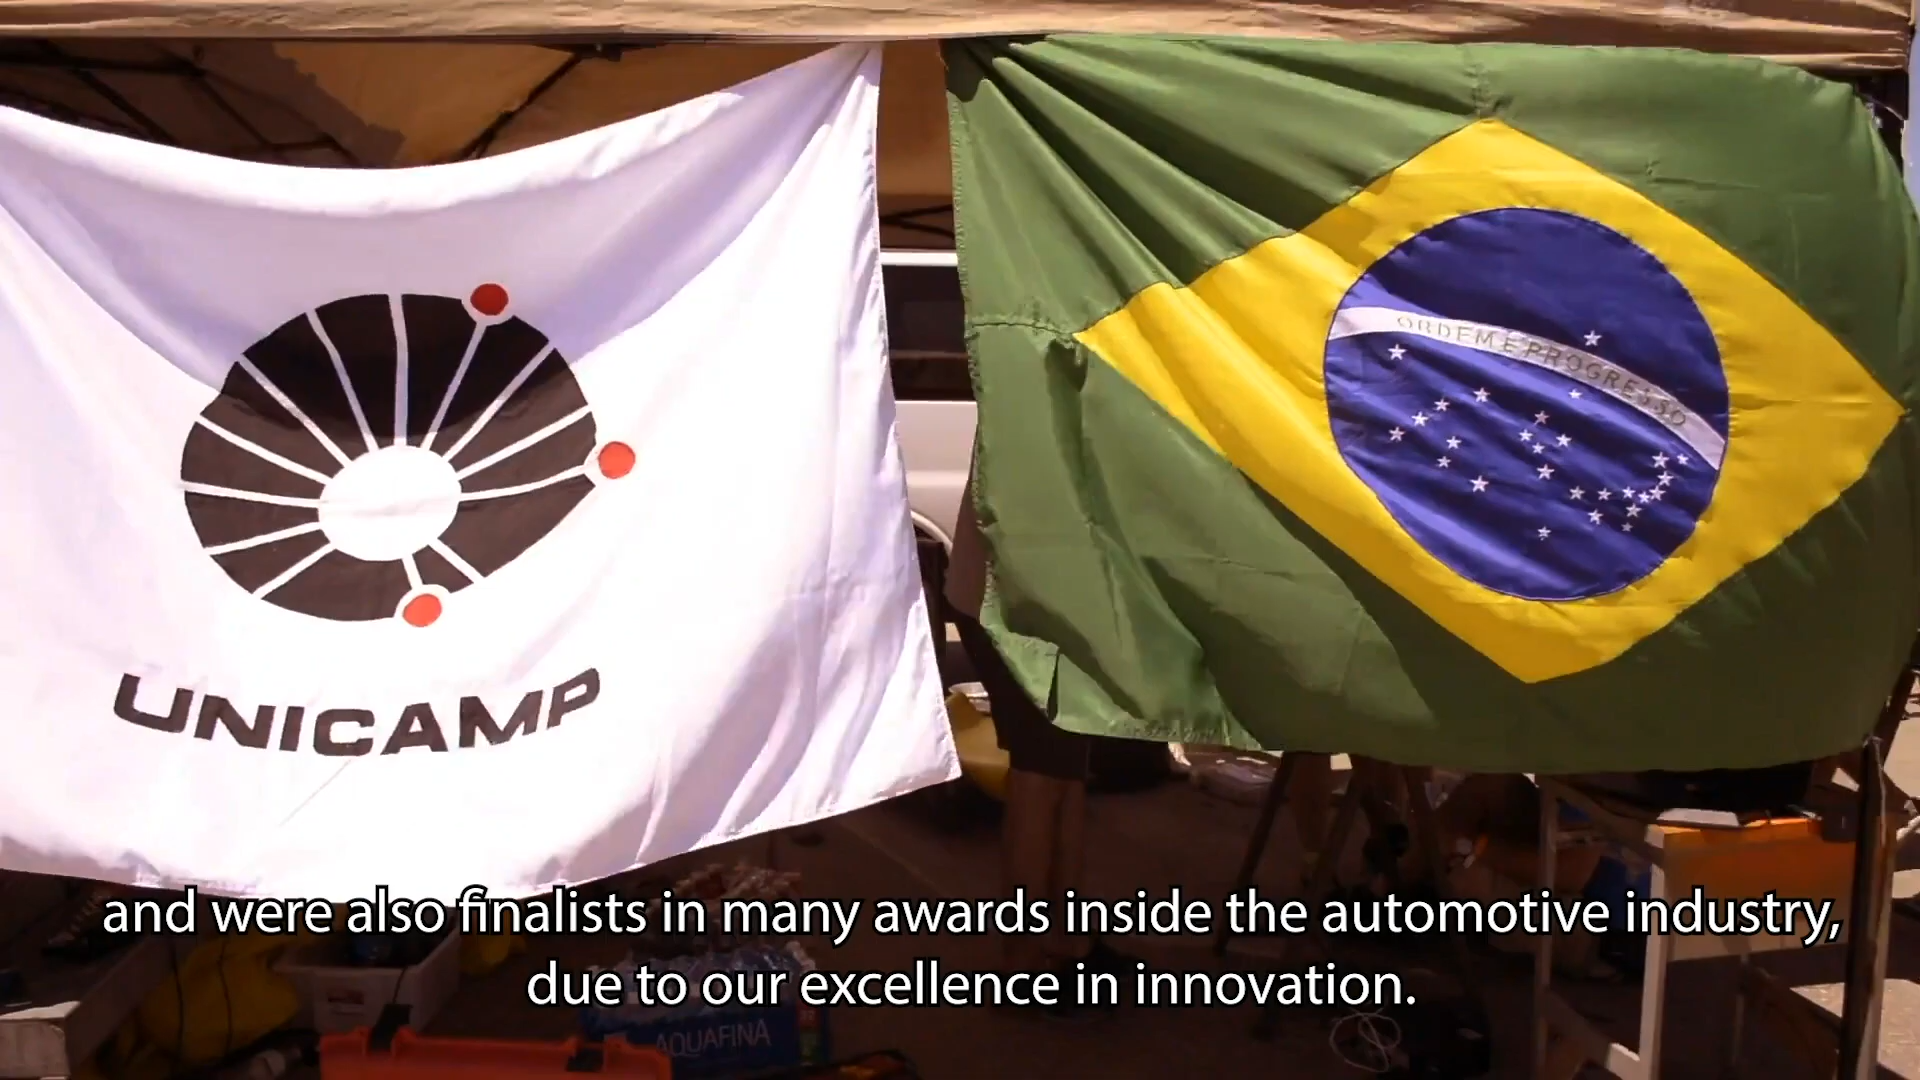 ORDEM E PROGRESSO
UNICAMP
and were also finalists in many awards inside the automotive industry,
due to our excellence in innovation.
AQUAFINA